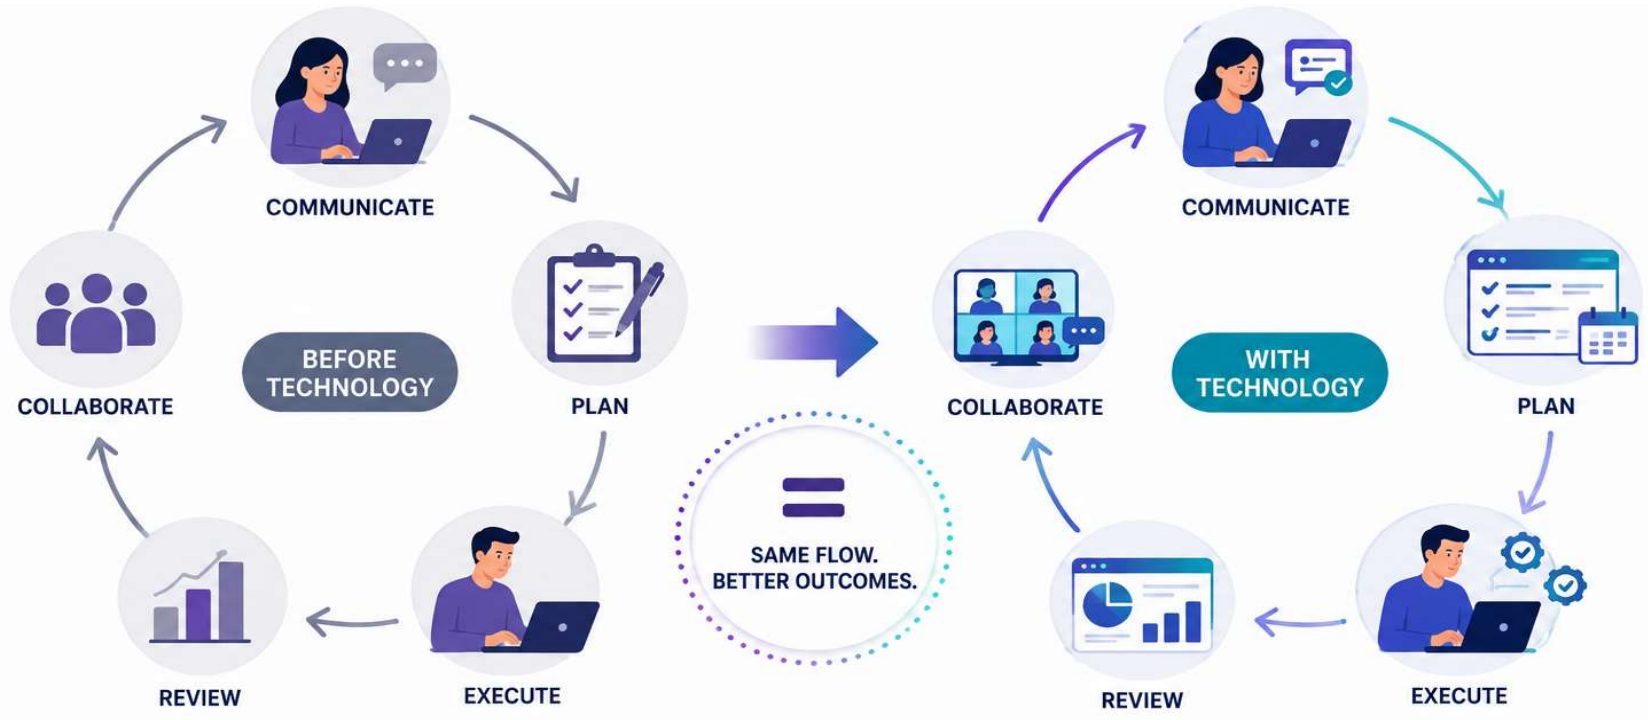 COMMUNICATE
PLAN
EXECUTE
REVIEW
COLLABORATE
BEFORE
TECHNOLOGY
SAME FLOW.
BETTER OUTCOMES.
COMMUNICATE
PLAN
EXECUTE
REVIEW
COLLABORATE
WITH
TECHNOLOGY